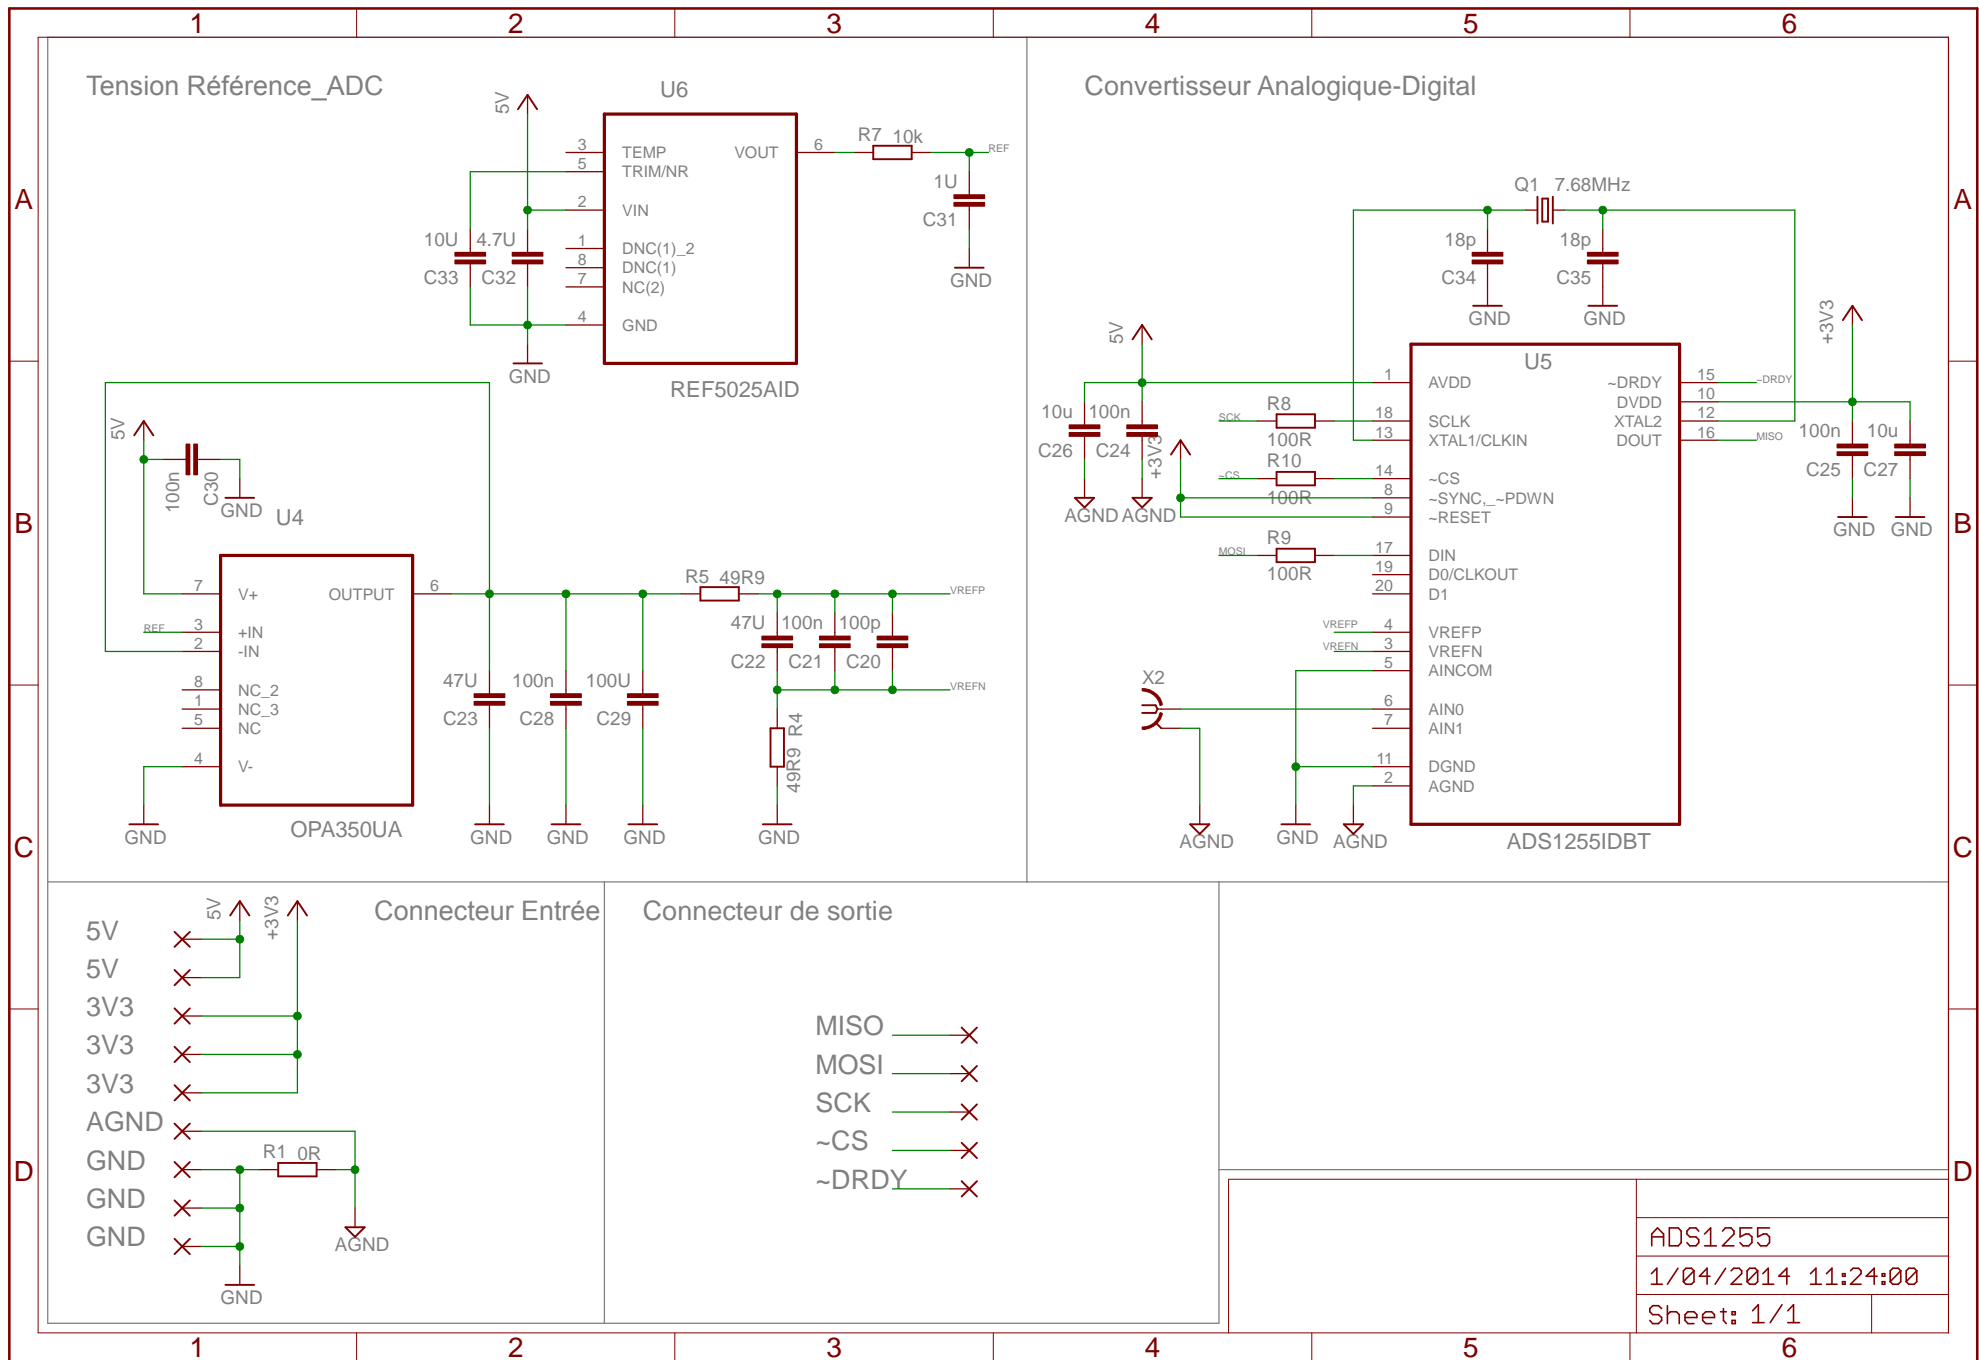 1 2 3 4 5 6
A
B
C
D
A
B
C
D
Tension Référence_ADC
U6
5V
3 TEMP
5 TRIM/NR
2 VIN
1 DNC(1)_2
8 DNC(1)
7 NC(2)
4 GND
VOUT 6
R7 10k
REF
1U
C31
GND
10U
C33
4.7U
C32
GND
REF5025AID
5V
100n
C30
GND
U4
7 V+
REF 3 +IN
2 -IN
8 NC_2
1 NC_3
5 NC
4 V-
OUTPUT 6
GND
OPA350UA
47U
C23
GND
100n
C28
GND
100U
C29
GND
R5 49R9
VREFP
47U
C22
100n
C21
100p
C20
VREFN
49R9 R4
GND
Convertisseur Analogique-Digital
Q1 7.68MHz
18p
C34
GND
18p
C35
GND
5V
10u
C26
AGND
100n
C24
AGND
+3V3
U5
1 AVDD
SCK R8 100R 18 SCLK
13 XTAL1/CLKIN
~CS R10 100R 14 ~CS
8 ~SYNC,_~PDWN
9 ~RESET
MOSI R9 100R 17 DIN
19 D0/CLKOUT
20 D1
VREFP 4 VREFP
VREFN 3 VREFN
5 AINCOM
6 AIN0
7 AIN1
11 DGND
2 AGND
~DRDY 15 ~DRDY
DVDD 10
XTAL2 12
DOUT 16 MISO
+3V3
100n
C25
GND
10u
C27
GND
X2
AGND
GND
AGND
ADS1255IDBT
Connecteur Entrée
5V
+3V3
5V
5V
3V3
3V3
3V3
AGND
GND
GND
GND
R1 0R
AGND
GND
Connecteur de sortie
MISO
MOSI
SCK
~CS
~DRDY
ADS1255
1/04/2014 11:24:00
Sheet: 1/1
1 2 3 4 5 6